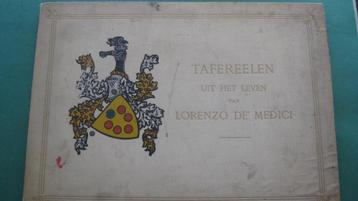 TAFEREELEN
UIT HET LEVEN
VAN
LORENZO DE' MEDICI